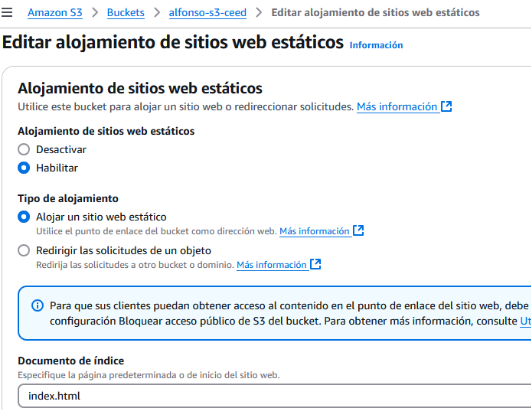 Amazon S3 > Buckets > alfonso-s3-ceed > Editar alojamiento de sitios web estáticos
Editar alojamiento de sitios web estáticos Información
Alojamiento de sitios web estáticos
Utilice este bucket para alojar un sitio web o redireccionar solicitudes. Más información
Alojamiento de sitios web estáticos
Desactivar
Habilitar
Tipo de alojamiento
Alojar un sitio web estático
Utilice el punto de enlace del bucket como dirección web. Más información
Redirigir las solicitudes de un objeto
Redirija las solicitudes a otro bucket o dominio. Más información
Para que sus clientes puedan obtener acceso al contenido en el punto de enlace del sitio web, debe
configuración Bloquear acceso público de S3 del bucket. Para obtener más información, consulte Ut
Documento de índice
Especifique la página predeterminada o de inicio del sitio web.
index.html